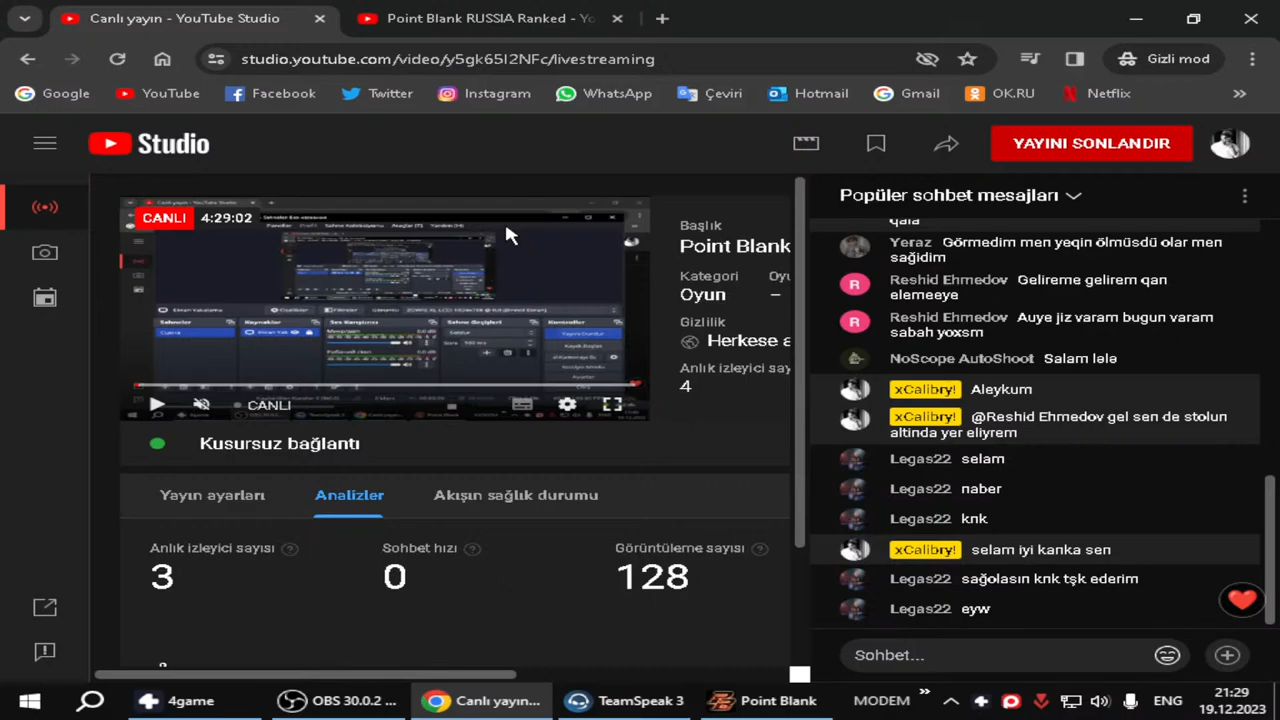 Canlı yayın - YouTube Studio
Point Blank RUSSIA Ranked - Yo
studio.youtube.com/video/y5gk65I2NFc/livestreaming
Gizli mod
Google
YouTube
Facebook
Twitter
Instagram
WhatsApp
Çeviri
Hotmail
Gmail
OK.RU
Netflix
Studio
YAYINI SONLANDIR
CANLI 4:29:02
CANLI
Kusursuz bağlantı
Başlık
Point Blank
Kategori Oyu
Oyun –
Gizlilik
Herkese a
Anlık izleyici sayı
4
Yayın ayarları
Analizler
Akışın sağlık durumu
Anlık izleyici sayısı
3
Sohbet hızı
0
Görüntüleme sayısı
128
Popüler sohbet mesajları
qala
Yeraz Görmedim men yeqin ölmüsdü olar men
sağidim
Reshid Ehmedov Gelireme gelirem qan
elemeeye
Reshid Ehmedov Auye jiz varam bugun varam
sabah yoxsm
NoScope AutoShoot Salam lele
xCalibry! Aleykum
xCalibry! @Reshid Ehmedov gel sen de stolun
altinda yer eliyrem
Legas22 selam
Legas22 naber
Legas22 knk
xCalibry! selam iyi kanka sen
Legas22 sağolasın knk tşk ederim
Legas22 eyw
Sohbet...
4game
OBS 30.0.2 ...
Canlı yayın...
TeamSpeak 3
Point Blank
MODEM
ENG
21:29
19.12.2023